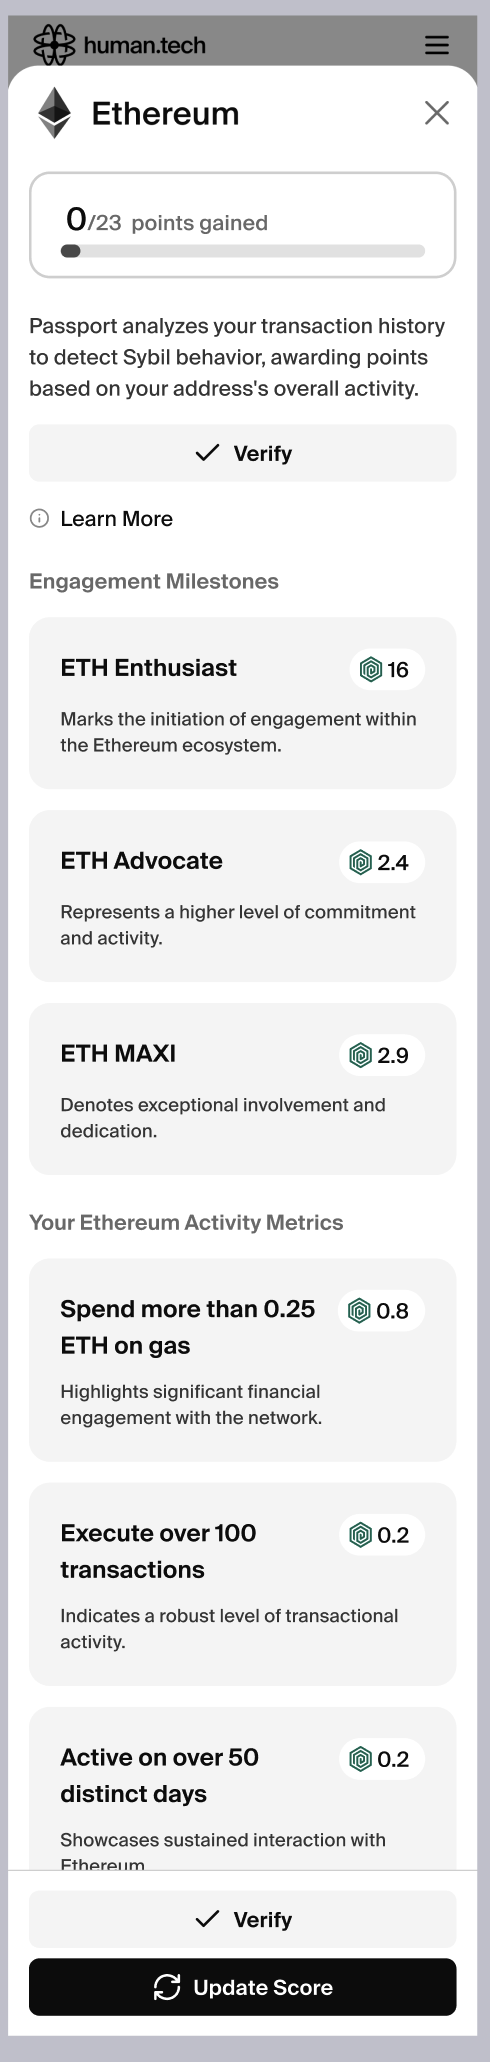 human.tech
Ethereum
0/23 points gained
Passport analyzes your transaction history
to detect Sybil behavior, awarding points
based on your address's overall activity.
Verify
Learn More
Engagement Milestones
ETH Enthusiast
16
Marks the initiation of engagement within
the Ethereum ecosystem.
ETH Advocate
2.4
Represents a higher level of commitment
and activity.
ETH MAXI
2.9
Denotes exceptional involvement and
dedication.
Your Ethereum Activity Metrics
Spend more than 0.25
ETH on gas
0.8
Highlights significant financial
engagement with the network.
Execute over 100
transactions
0.2
Indicates a robust level of transactional
activity.
Active on over 50
distinct days
0.2
Showcases sustained interaction with
Ethereum
Verify
Update Score